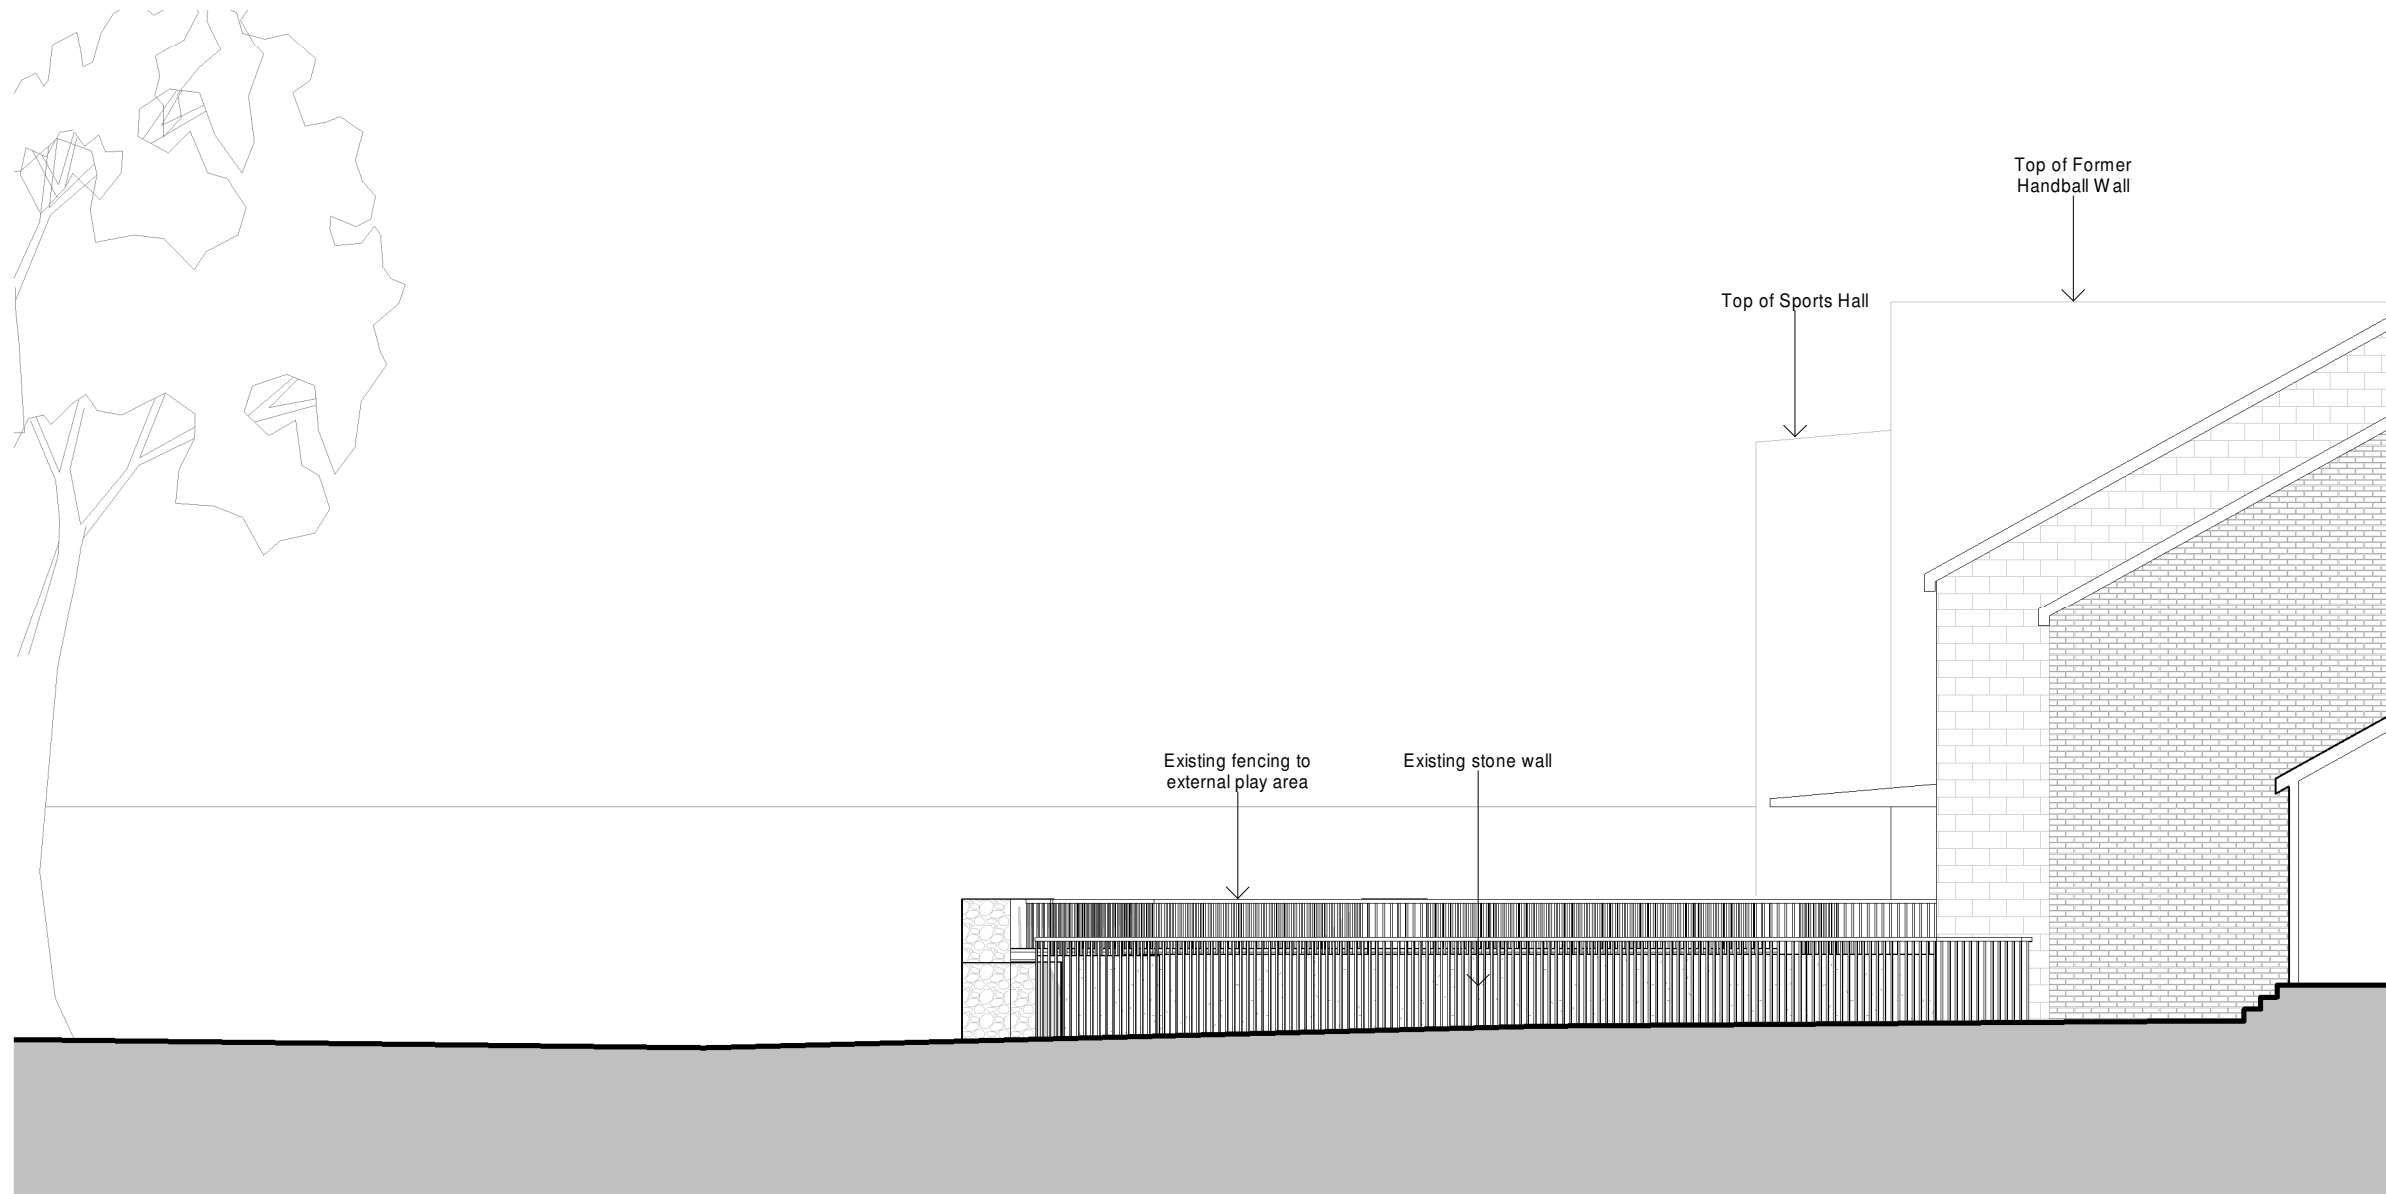 Top of Former
Handball Wall
Top of Sports Hall
Existing fencing to
external play area
Existing stone wall